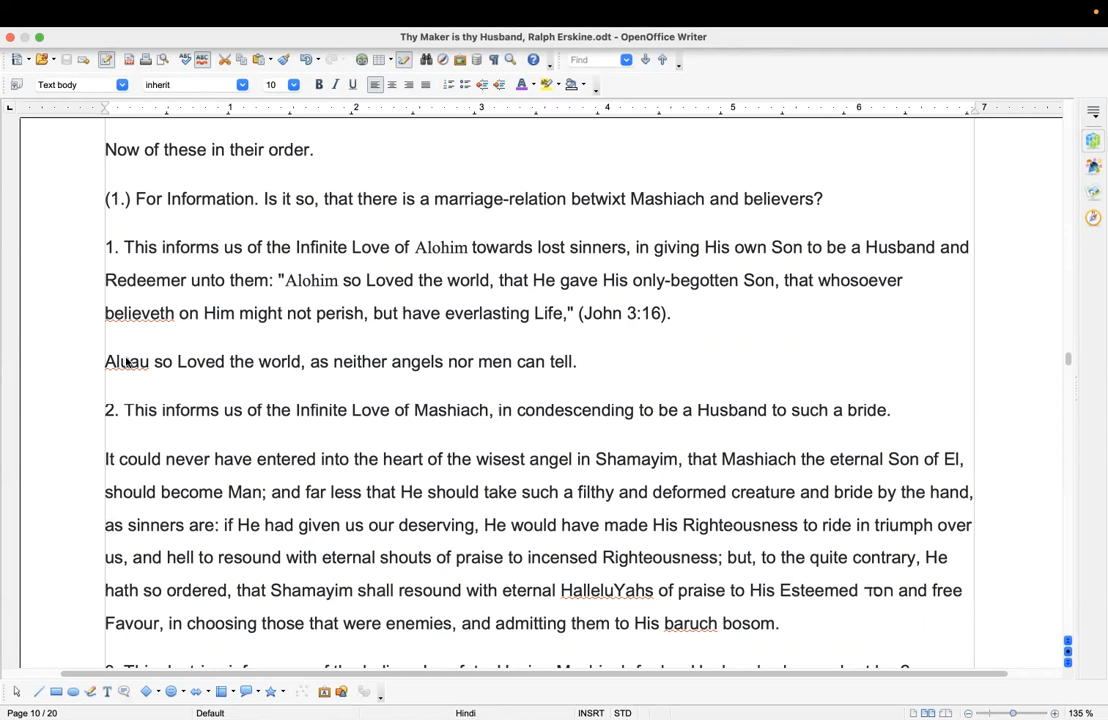 Thy Maker is thy Husband, Ralph Erskine.odt - OpenOffice Writer
Find
Text body inherit 10
1 2 3 4 5 6 7
Now of these in their order.
(1.) For Information. Is it so, that there is a marriage-relation betwixt Mashiach and believers?
1. This informs us of the Infinite Love of Alohim towards lost sinners, in giving His own Son to be a Husband and
Redeemer unto them: "Alohim so Loved the world, that He gave His only-begotten Son, that whosoever
believeth on Him might not perish, but have everlasting Life," (John 3:16).
so Loved the world, as neither angels nor men can tell.
2. This informs us of the Infinite Love of Mashiach, in condescending to be a Husband to such a bride.
It could never have entered into the heart of the wisest angel in Shamayim, that Mashiach the eternal Son of El,
should become Man; and far less that He should take such a filthy and deformed creature and bride by the hand,
as sinners are: if He had given us our deserving, He would have made His Righteousness to ride in triumph over
us, and hell to resound with eternal shouts of praise to incensed Righteousness; but, to the quite contrary, He
hath so ordered, that Shamayim shall resound with eternal HalleluYahs of praise to His Esteemed חסד and free
Favour, in choosing those that were enemies, and admitting them to His baruch bosom.
Page 10 / 20 Default Hindi INSRT STD 135 %